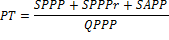 PT = SPPP + SPPPr + SAPP / QPPP